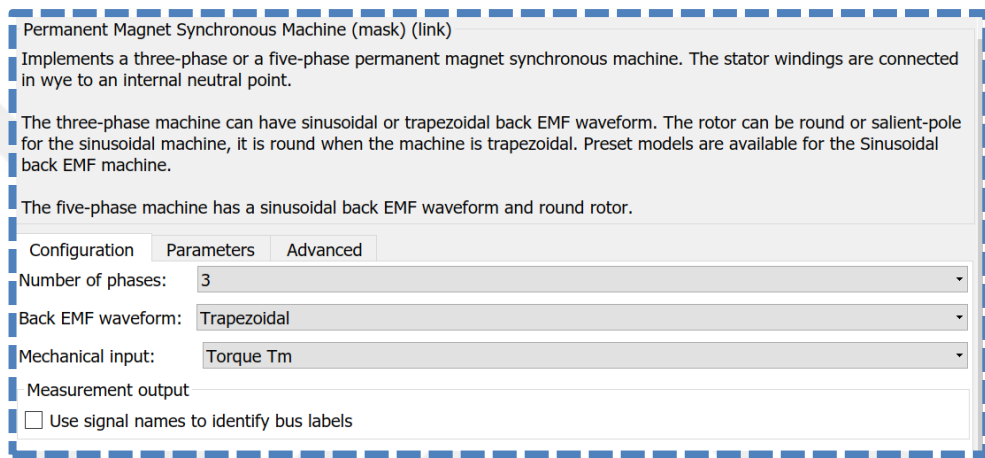 Permanent Magnet Synchronous Machine (mask) (link)
Implements a three-phase or a five-phase permanent magnet synchronous machine. The stator windings are connected
in wye to an internal neutral point.
The three-phase machine can have sinusoidal or trapezoidal back EMF waveform. The rotor can be round or salient-pole
for the sinusoidal machine, it is round when the machine is trapezoidal. Preset models are available for the Sinusoidal
back EMF machine.
The five-phase machine has a sinusoidal back EMF waveform and round rotor.
Configuration Parameters Advanced
Number of phases: 3
Back EMF waveform: Trapezoidal
Mechanical input: Torque Tm
Measurement output
Use signal names to identify bus labels